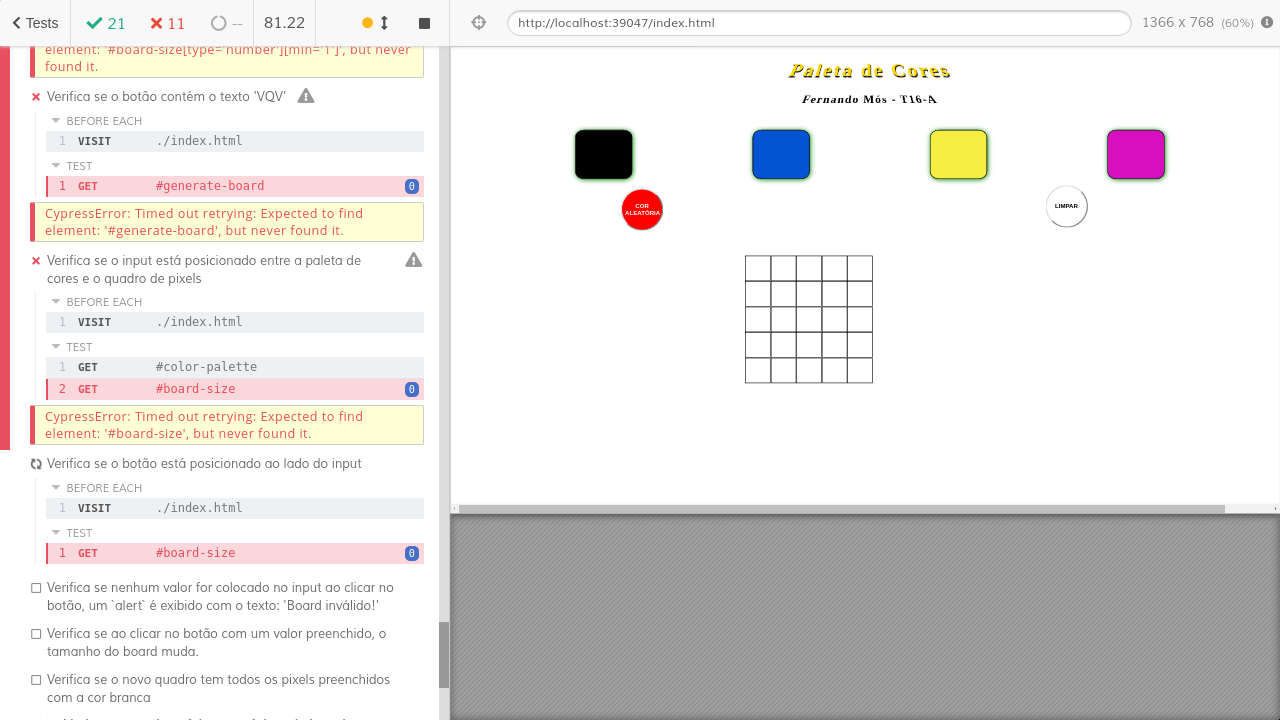 Tests
21
11
--
81.22
http://localhost:39047/index.html
1366 x 768 (60%)
element: '#board-size[type='number'][min='1']', but never
found it.
Verifica se o botão contém o texto 'VQV'
BEFORE EACH
1 VISIT ./index.html
TEST
1 GET #generate-board 0
CypressError: Timed out retrying: Expected to find
element: '#generate-board', but never found it.
Verifica se o input está posicionado entre a paleta de
cores e o quadro de pixels
BEFORE EACH
1 VISIT ./index.html
TEST
1 GET #color-palette
2 GET #board-size 0
CypressError: Timed out retrying: Expected to find
element: '#board-size', but never found it.
Verifica se o botão está posicionado ao lado do input
BEFORE EACH
1 VISIT ./index.html
TEST
1 GET #board-size 0
Verifica se nenhum valor for colocado no input ao clicar no
botão, um `alert` é exibido com o texto: 'Board inválido!'
Verifica se ao clicar no botão com um valor preenchido, o
tamanho do board muda.
Verifica se o novo quadro tem todos os pixels preenchidos
com a cor branca
Paleta de Cores
Fernando Mós - T16-A
COR
ALEATÓRIA
LIMPAR